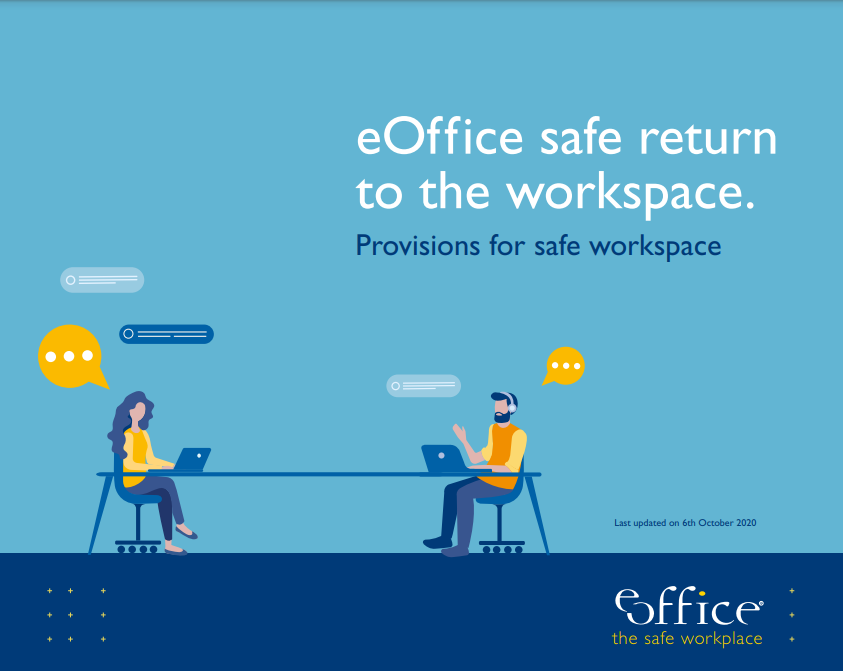 eOffice safe return
to the workspace.
Provisions for safe workspace
Last updated on 6th October 2020
eoffice®
the safe workplace